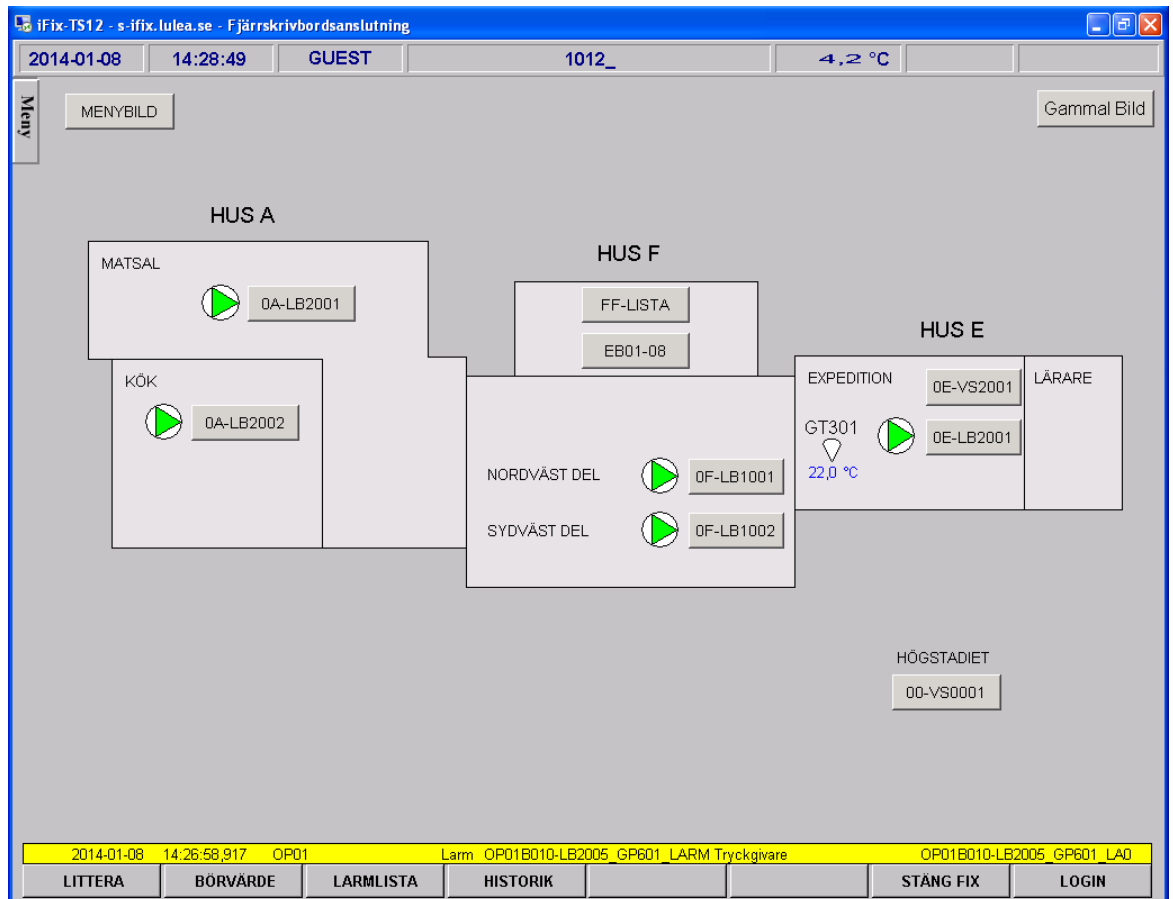 iFix-TS12 - s-ifix.lulea.se - Fjärrskrivbordsanslutning
2014-01-08 14:28:49 GUEST 1012_ 4,2 °C
Meny
MENYBILD
Gammal Bild
HUS A
MATSAL
0A-LB2001
KÖK
0A-LB2002
HUS F
FF-LISTA
EB01-08
NORDVÄST DEL 0F-LB1001
SYDVÄST DEL 0F-LB1002
HUS E
EXPEDITION 0E-VS2001 LÄRARE
GT301 0E-LB2001
22,0 °C
HÖGSTADIET
00-VS0001
2014-01-08 14:26:58,917 OP01 Larm OP01B010-LB2005_GP601_LARM Tryckgivare OP01B010-LB2005_GP601_LA0
LITTERA BÖRVÄRDE LARMLISTA HISTORIK STÄNG FIX LOGIN